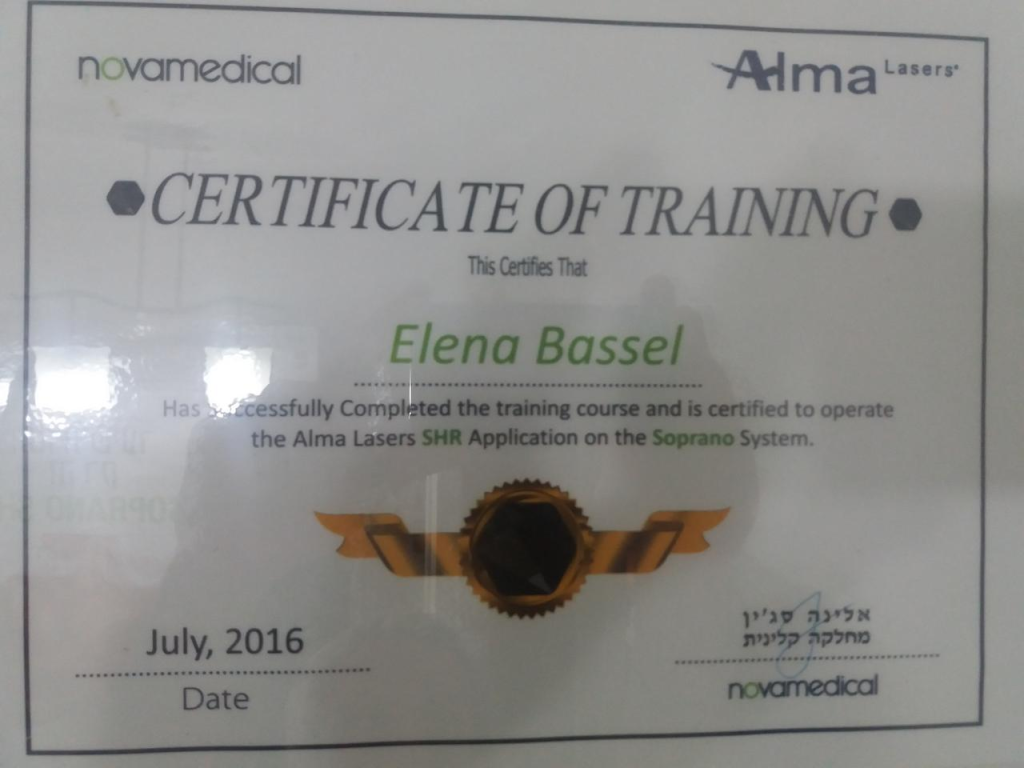 novamedical
Alma Lasers
CERTIFICATE OF TRAINING
This Certifies That
Elena Bassel
Has successfully Completed the training course and is certified to operate
the Alma Lasers SHR Application on the Soprano System.
July, 2016
Date
אלינה סג'ין
מחלקה קלינית
novamedical